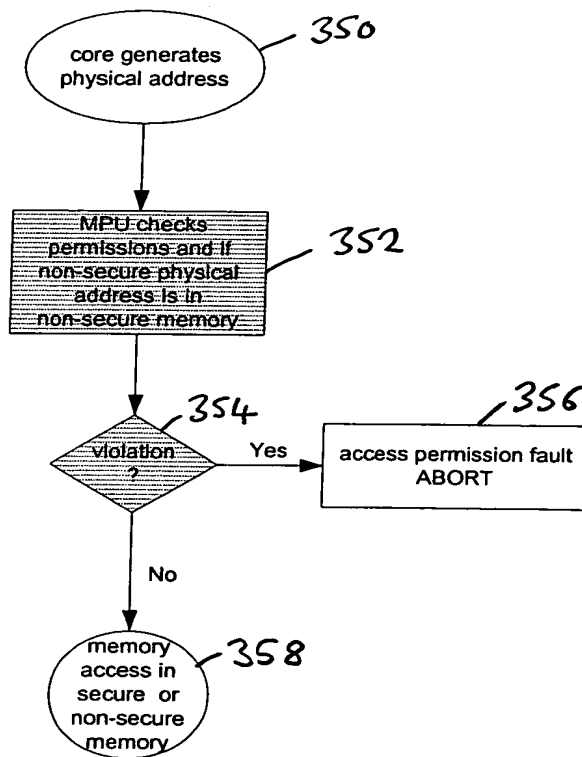 core generates
physical address
350
MPU checks
permissions and if
non-secure physical
address is in
non-secure memory
352
violation
?
354
Yes
access permission fault
ABORT
356
No
memory
access in
secure or
non-secure
memory
358